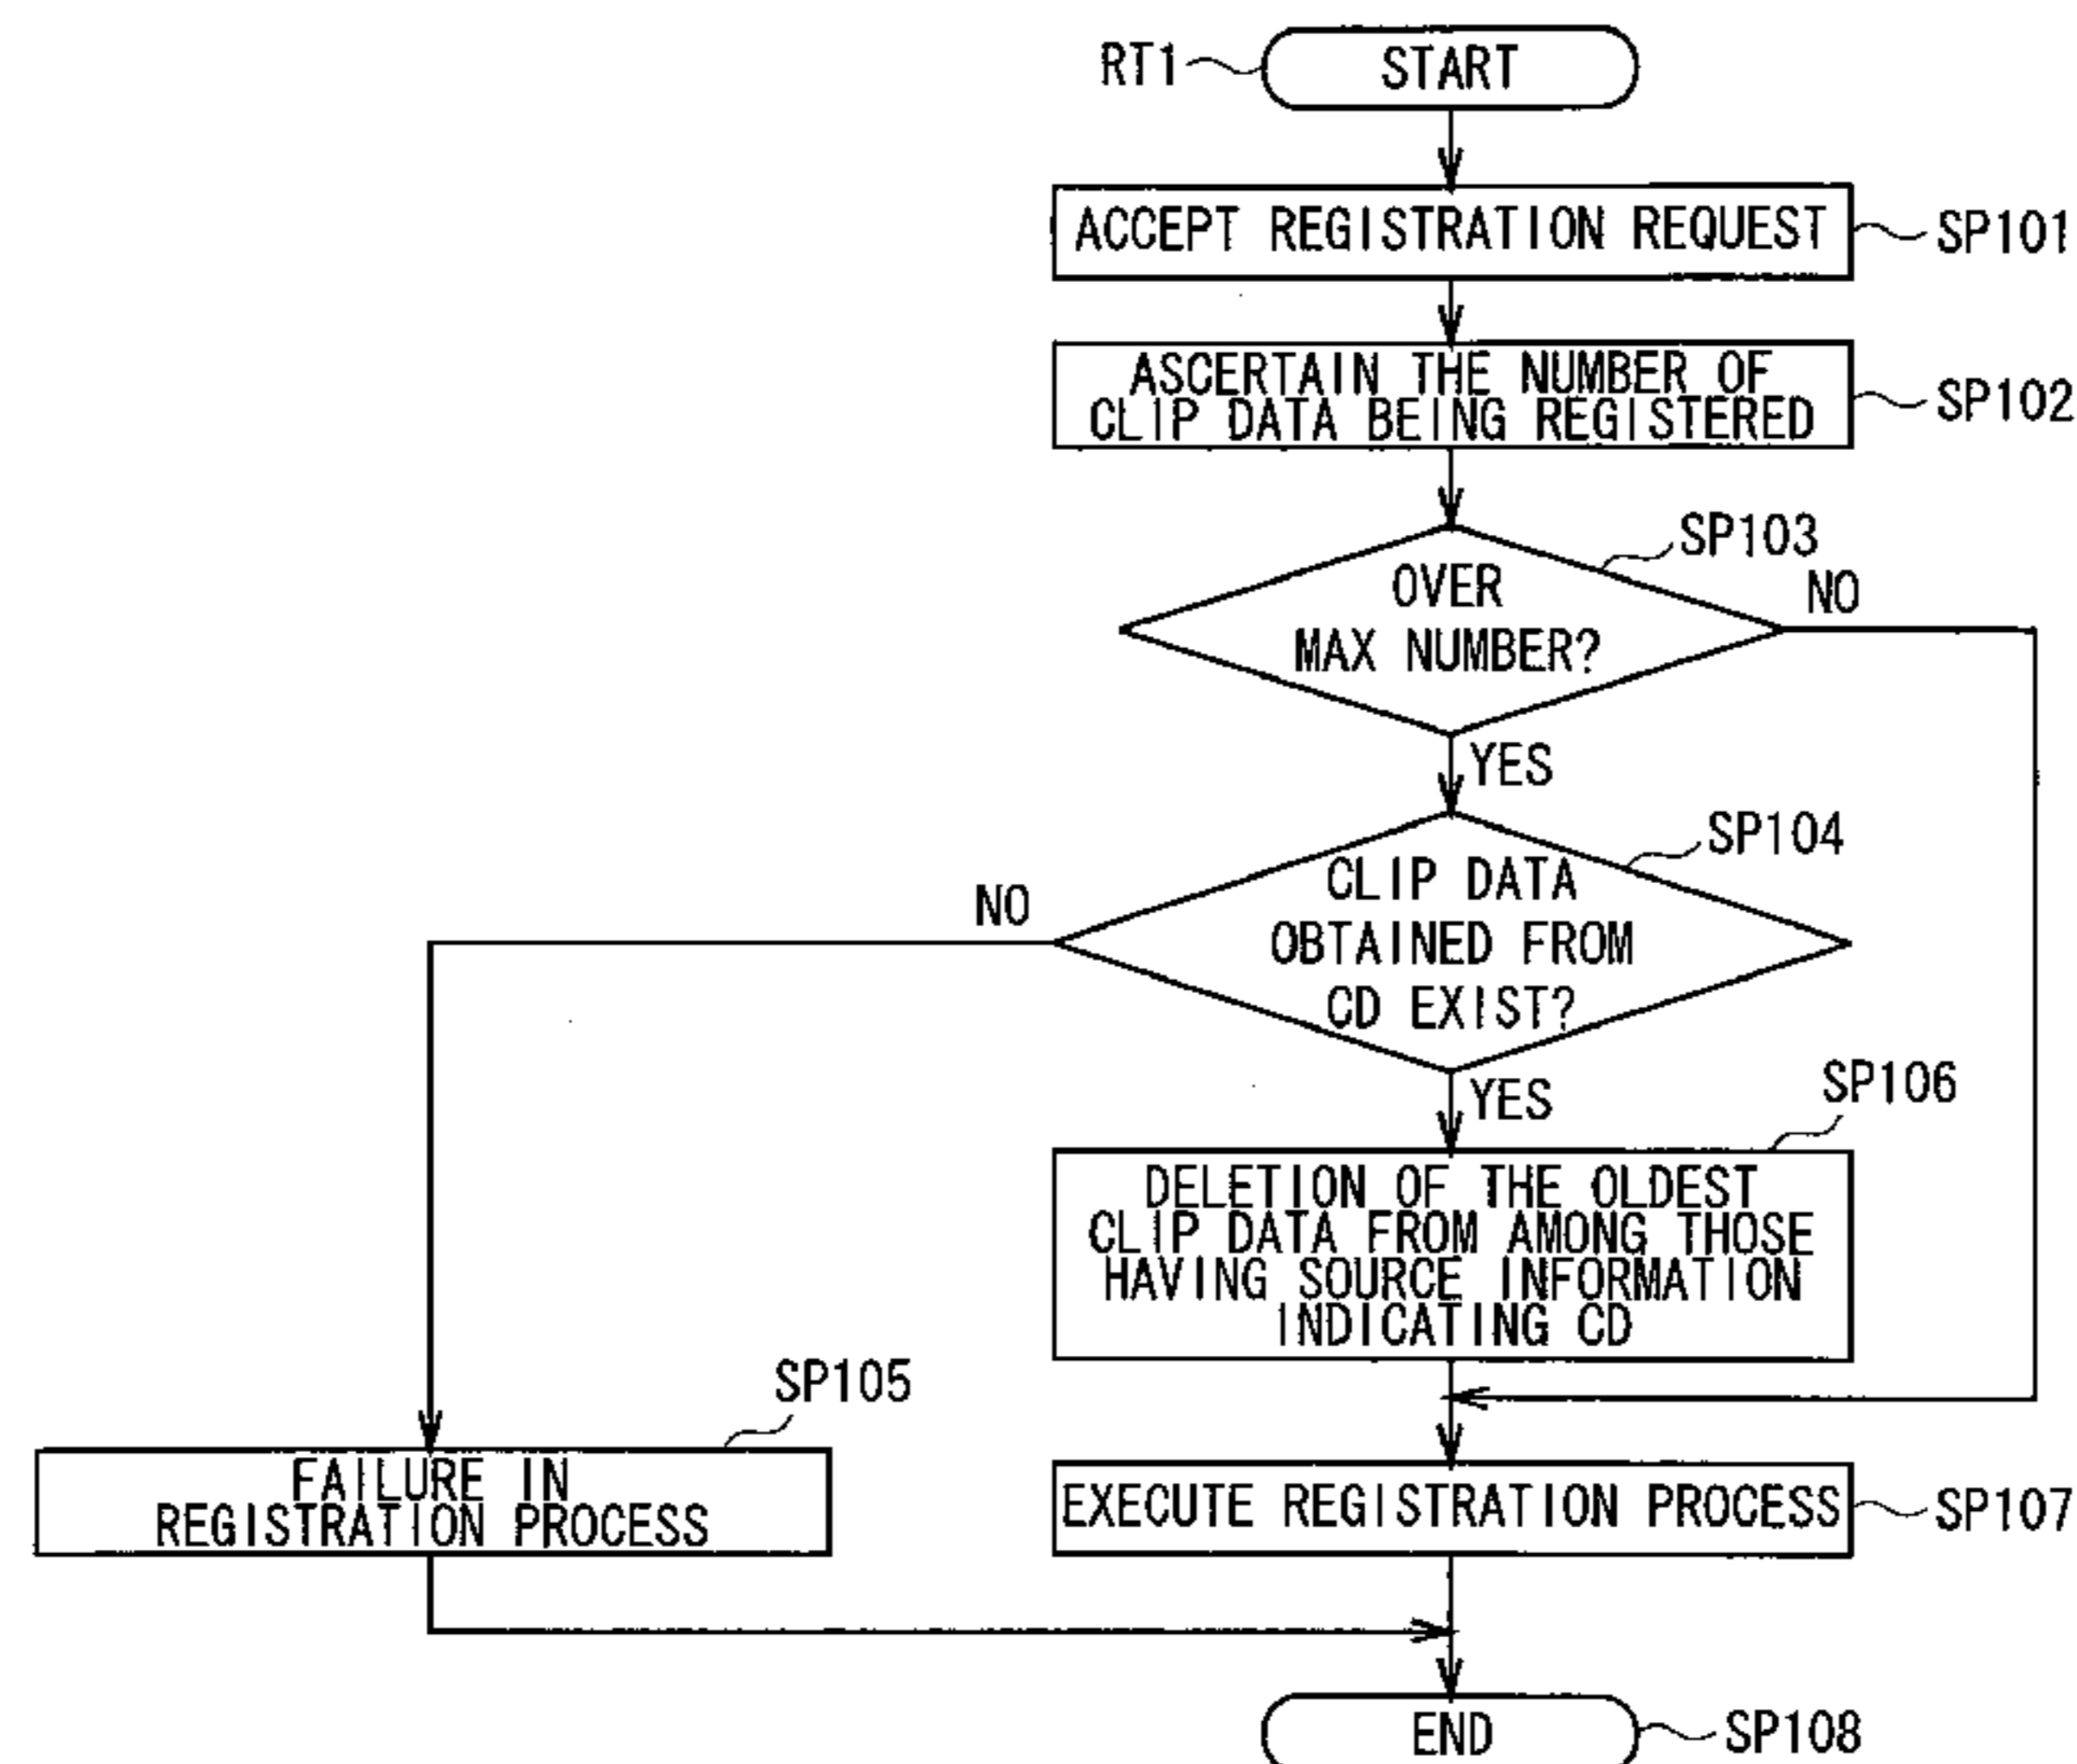 RT1
START
ACCEPT REGISTRATION REQUEST
SP101
ASCERTAIN THE NUMBER OF
CLIP DATA BEING REGISTERED
SP102
SP103
OVER
MAX NUMBER?
NO
YES
SP104
CLIP DATA
OBTAINED FROM
CD EXIST?
NO
YES
SP106
DELETION OF THE OLDEST
CLIP DATA FROM AMONG THOSE
HAVING SOURCE INFORMATION
INDICATING CD
SP105
FAILURE IN
REGISTRATION PROCESS
EXECUTE REGISTRATION PROCESS
SP107
END
SP108